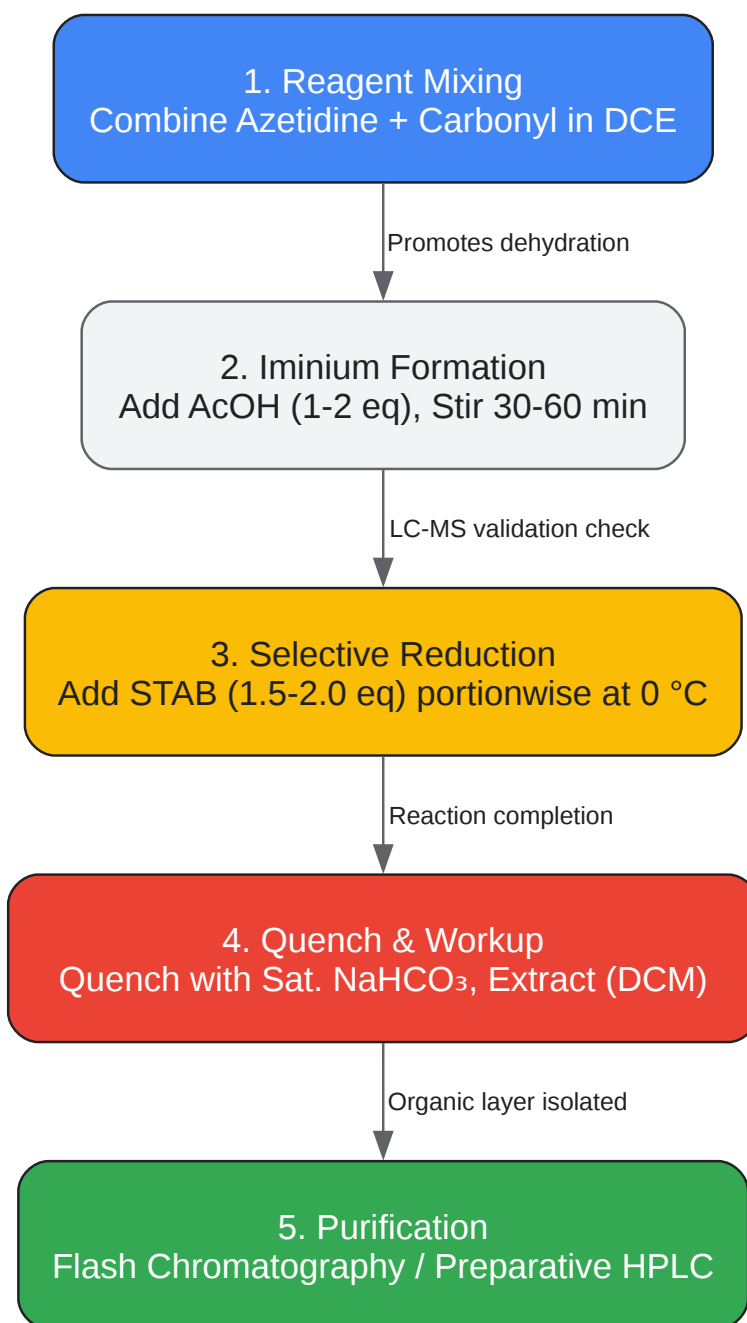 1. Reagent Mixing
Combine Azetidine + Carbonyl in DCE
Promotes dehydration
2. Iminium Formation
Add AcOH (1-2 eq), Stir 30-60 min
LC-MS validation check
3. Selective Reduction
Add STAB (1.5-2.0 eq) portionwise at 0 °C
Reaction completion
4. Quench & Workup
Quench with Sat. NaHCO₃, Extract (DCM)
Organic layer isolated
5. Purification
Flash Chromatography / Preparative HPLC